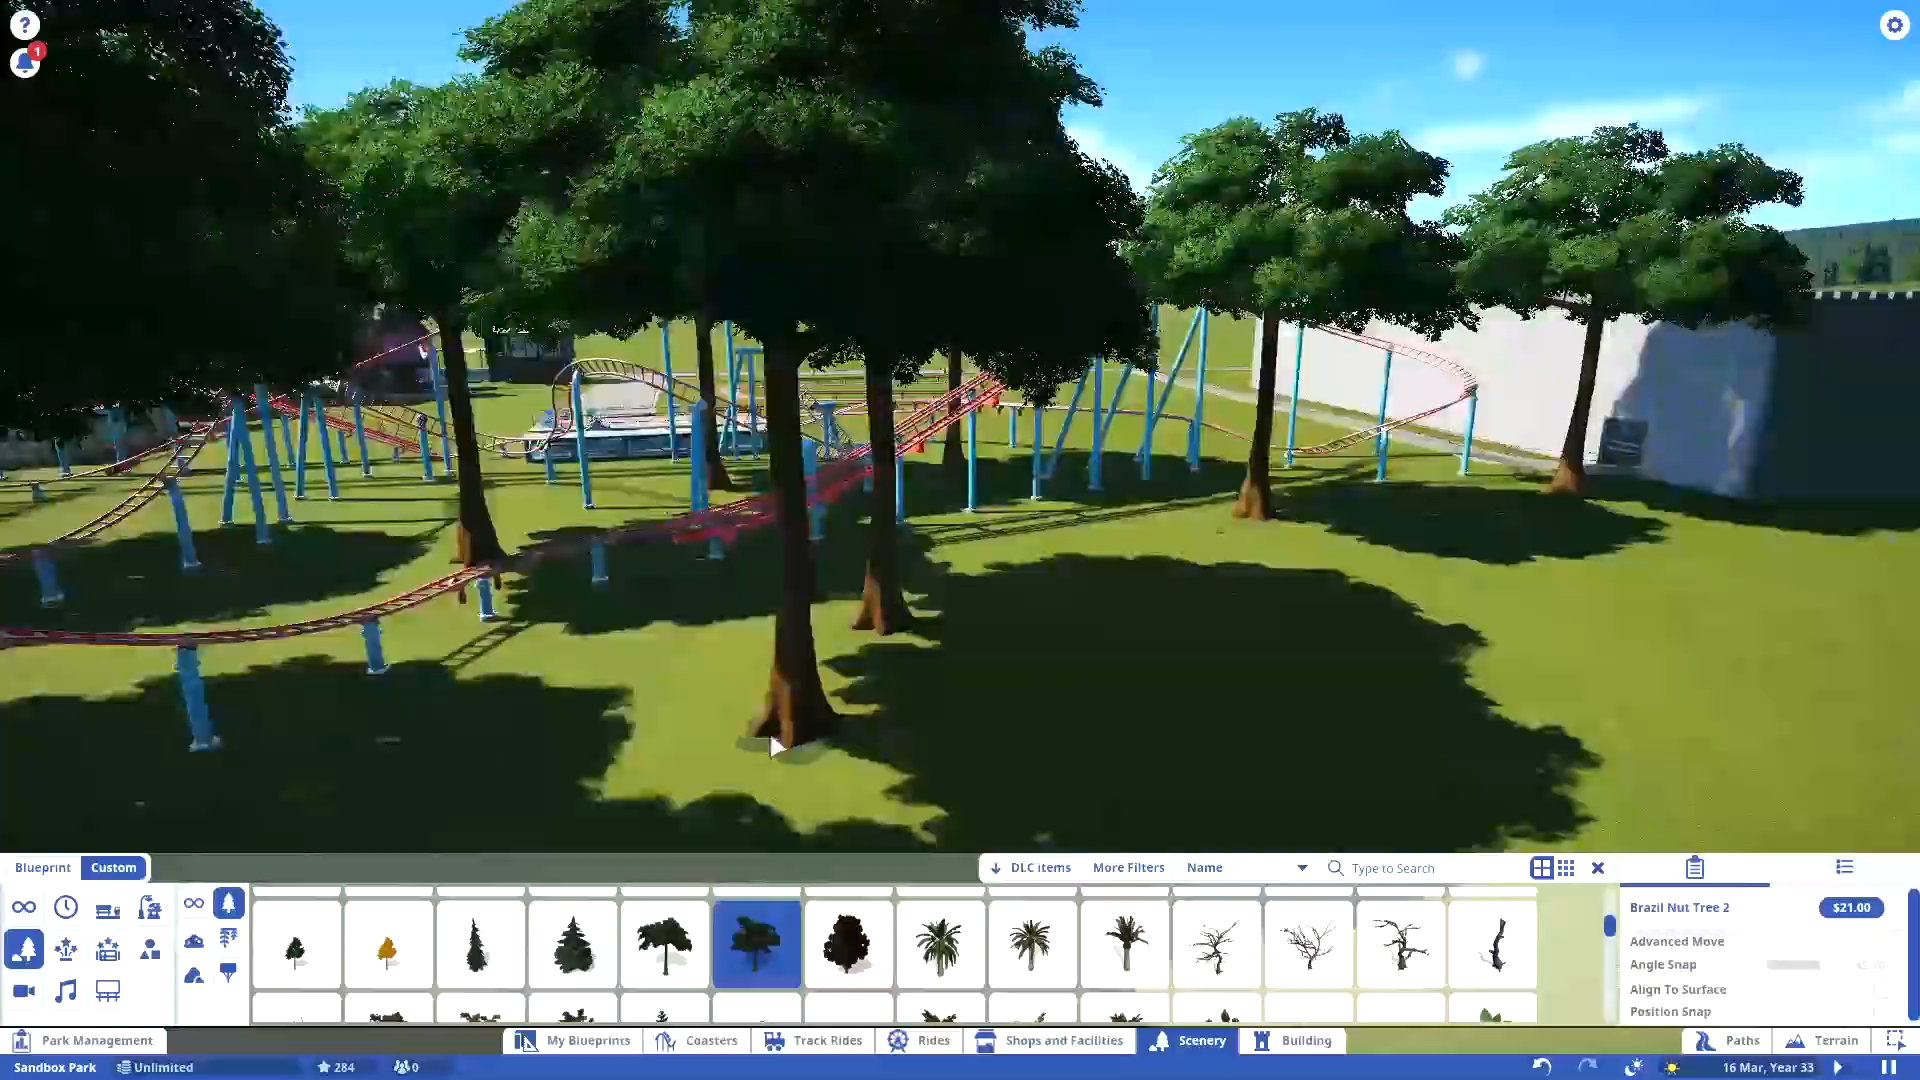 ?
1
Blueprint
Custom
DLC items
More Filters
Name
Type to Search
Brazil Nut Tree 2
$21.00
Advanced Move
Angle Snap
Align To Surface
Position Snap
Park Management
My Blueprints
Coasters
Track Rides
Rides
Shops and Facilities
Scenery
Building
Paths
Terrain
Sandbox Park
Unlimited
284
0
16 Mar, Year 33